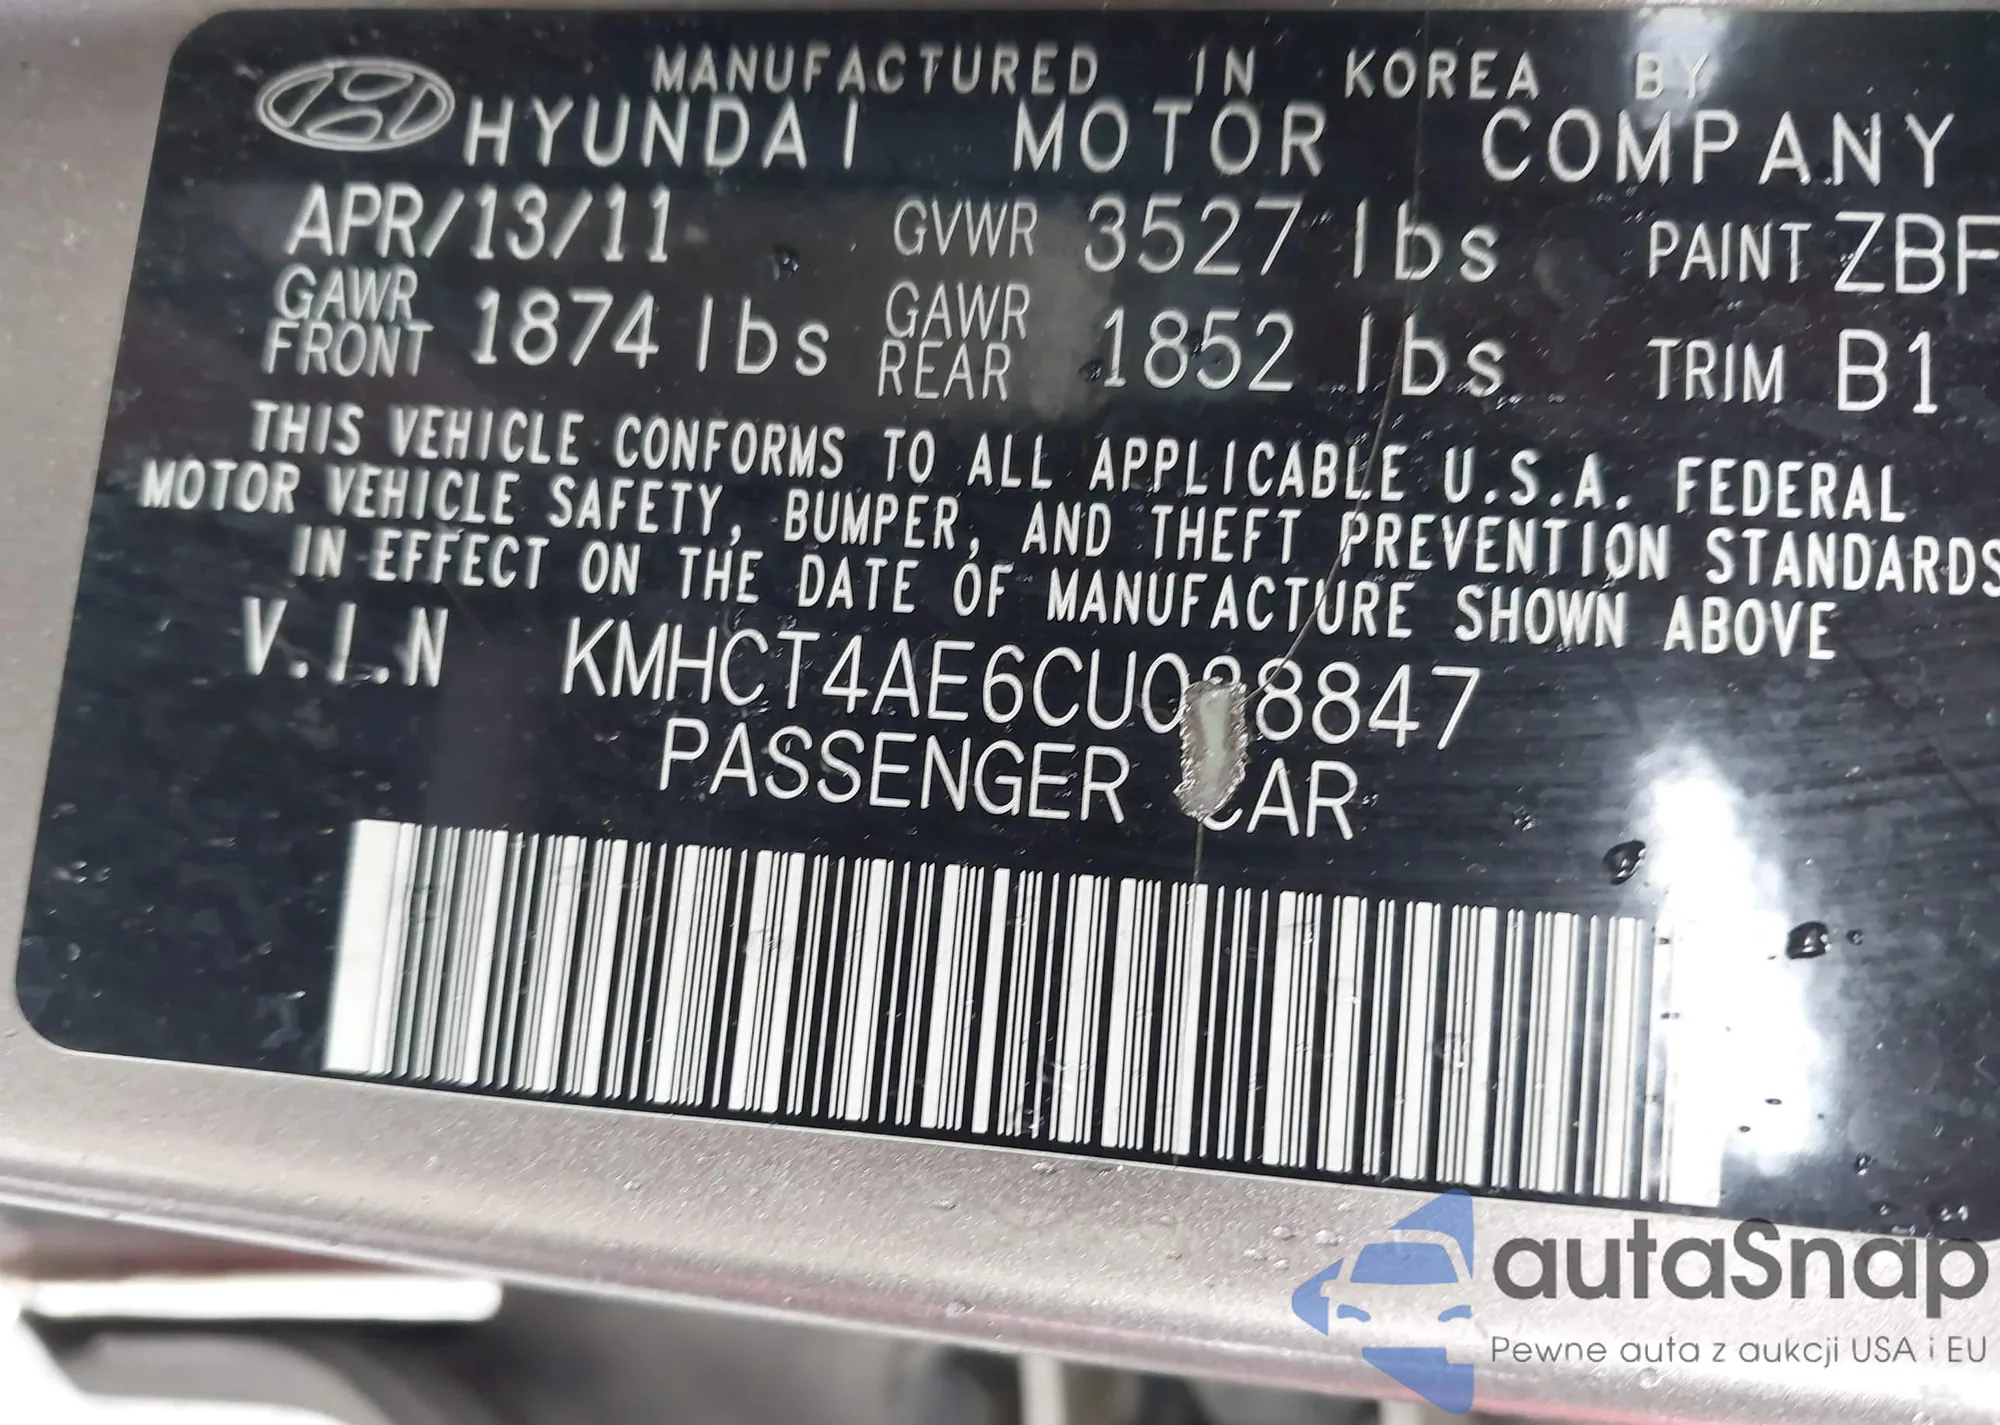 MANUFACTURED IN KOREA BY
HYUNDAI MOTOR COMPANY
APR/13/11 GVWR 3527 lbs PAINT ZBF
GAWR FRONT 1874 lbs GAWR REAR 1852 lbs TRIM B1
THIS VEHICLE CONFORMS TO ALL APPLICABLE U.S.A. FEDERAL
MOTOR VEHICLE SAFETY, BUMPER, AND THEFT PREVENTION STANDARDS
IN EFFECT ON THE DATE OF MANUFACTURE SHOWN ABOVE
V.I.N
PASSENGER CAR
autaSnap
Pewne auta z aukcji USA i EU